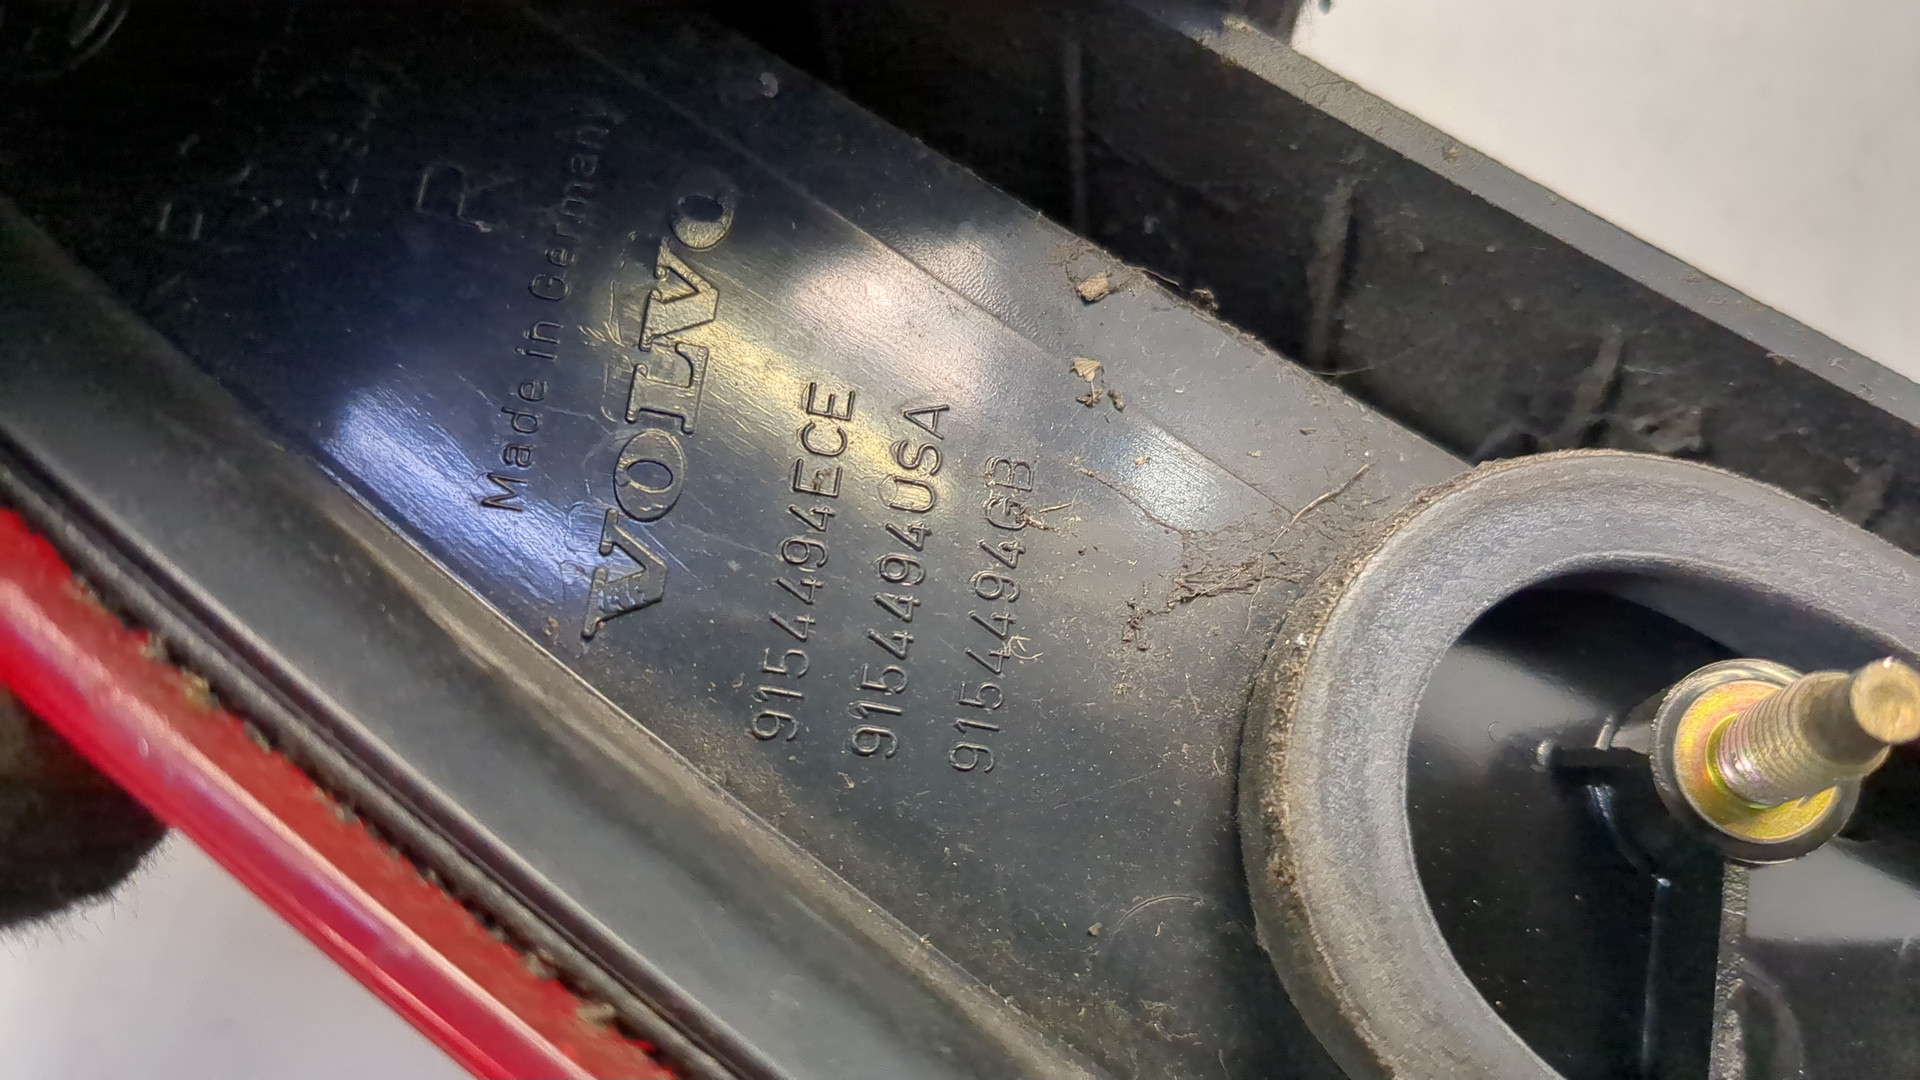 R
Made in Germany
VOLVO
9154494ECE
9154494USA
9154494GB